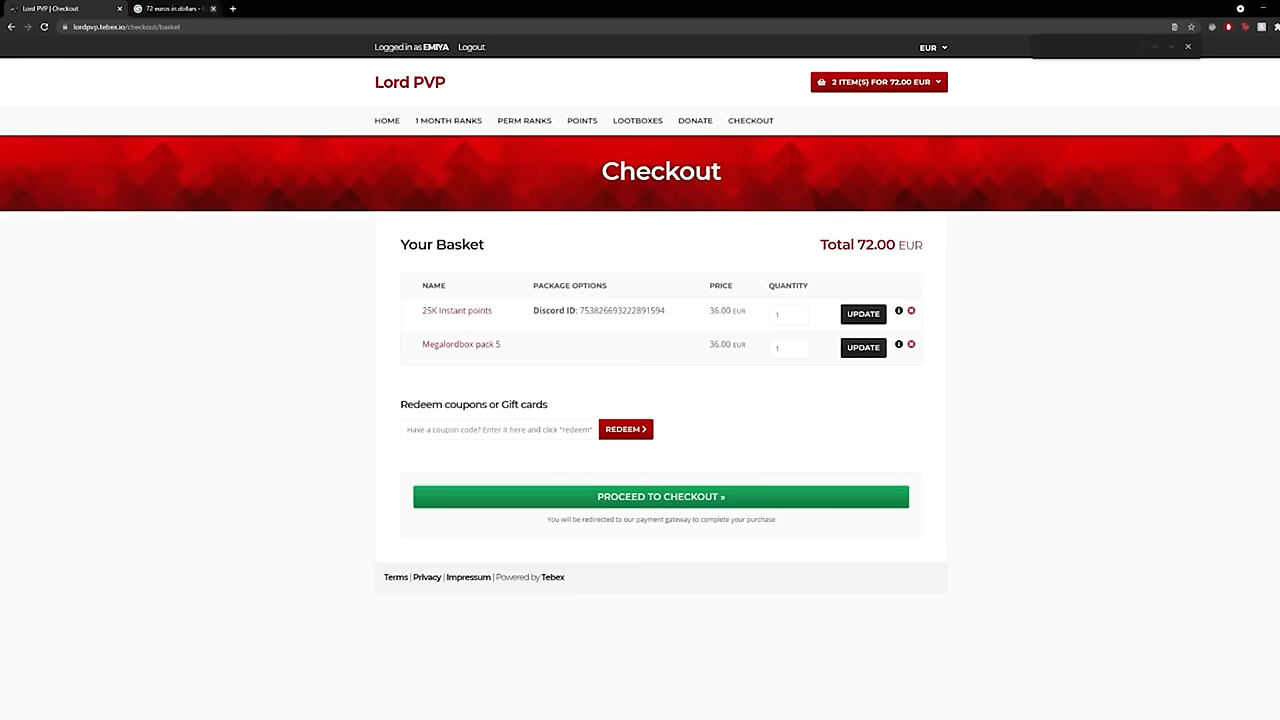 Lord PVP | Checkout
72 euros in dollars -
lordpvp.tebex.io/checkout/basket
Logged in as EMIYA Logout
EUR
Lord PVP
2 ITEM(S) FOR 72.00 EUR
HOME 1 MONTH RANKS PERM RANKS POINTS LOOTBOXES DONATE CHECKOUT
Checkout
Your Basket
Total 72.00 EUR
NAME PACKAGE OPTIONS PRICE QUANTITY
25K Instant points Discord ID: 753826693222891594 36.00 EUR 1 UPDATE
Megalordbox pack 5 36.00 EUR 1 UPDATE
Redeem coupons or Gift cards
Have a coupon code? Enter it here and click "redeem" REDEEM
PROCEED TO CHECKOUT »
You will be redirected to our payment gateway to complete your purchase
Terms | Privacy | Impressum | Powered by Tebex